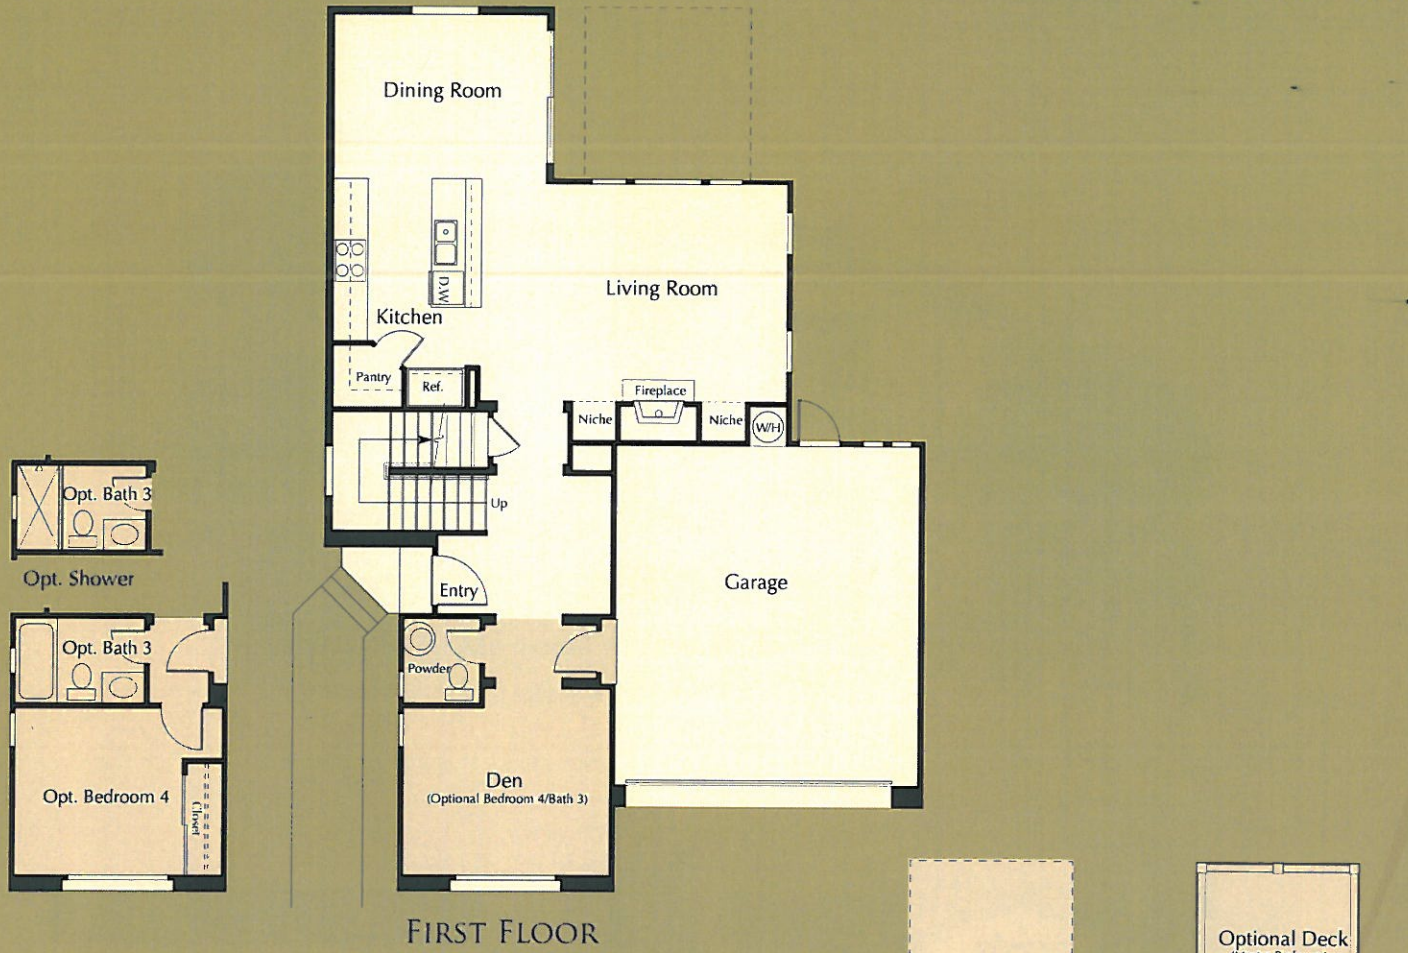 Dining Room
Living Room
D.W
Kitchen
Pantry
Ref.
Fireplace
Niche
Niche
W/H
Up
Opt. Bath 3
Opt. Shower
Entry
Garage
Opt. Bath 3
Powder
Opt. Bedroom 4
Closet
Den
(Optional Bedroom 4/Bath 3)
FIRST FLOOR
Optional Deck